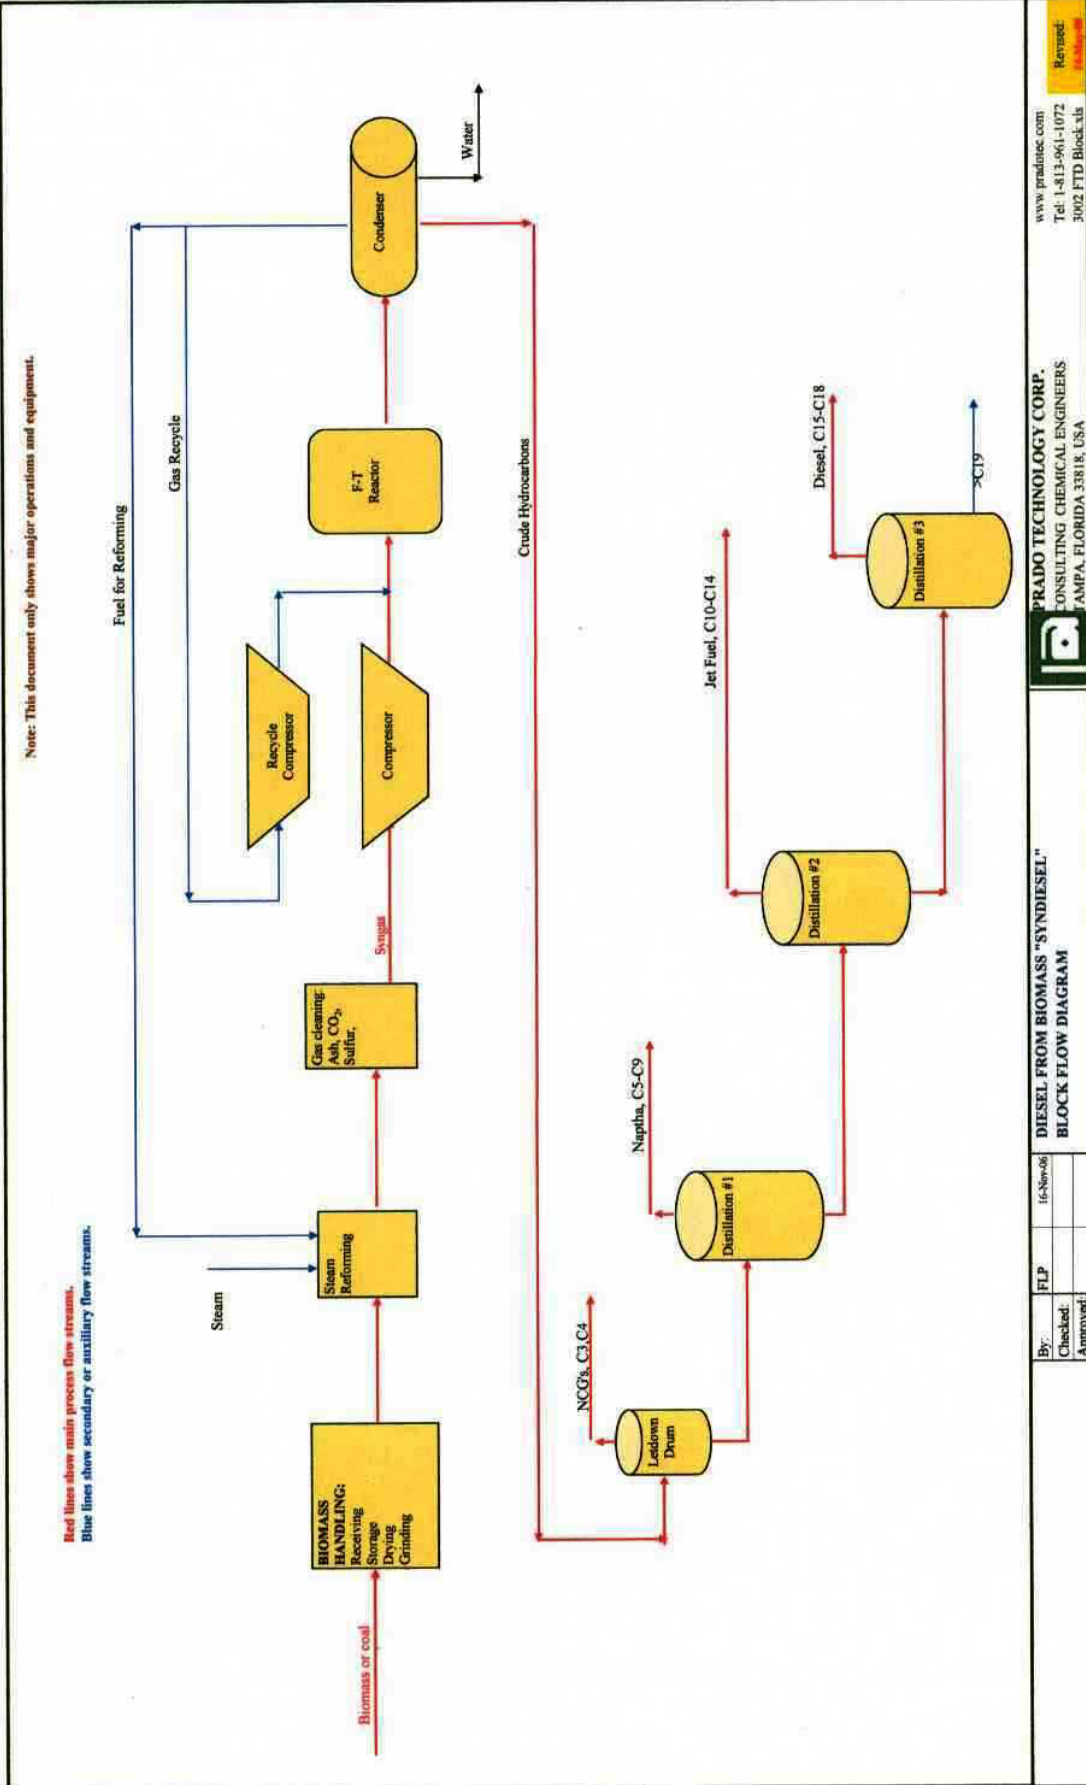 Note: This document only shows major operations and equipment.
Red lines show main process flow streams.
Blue lines show secondary or auxiliary flow streams.
Fuel for Reforming
Gas Recycle
Steam
Recycle
Compressor
Biomass or coal
BIOMASS
HANDLING:
Receiving
Storage
Drying
Grinding
Steam
Reforming
Gas cleaning:
Ash, CO₂,
Sulfur,
Syngas
Compressor
F-T
Reactor
Condenser
Water
Crude Hydrocarbons
NCG's, C3,C4
Letdown
Drum
Naptha, C5-C9
Distillation #1
Jet Fuel, C10-C14
Distillation #2
Diesel, C15-C18
Distillation #3
>C19
By: FLP 16-Nov-06
Checked:
Approved:
DIESEL FROM BIOMASS "SYNDIESEL"
BLOCK FLOW DIAGRAM
PRADO TECHNOLOGY CORP.
CONSULTING CHEMICAL ENGINEERS
TAMPA, FLORIDA 33818, USA
www.pradotec.com
Tel: 1-813-961-1072
3002 FTD Block.xls
Revised: